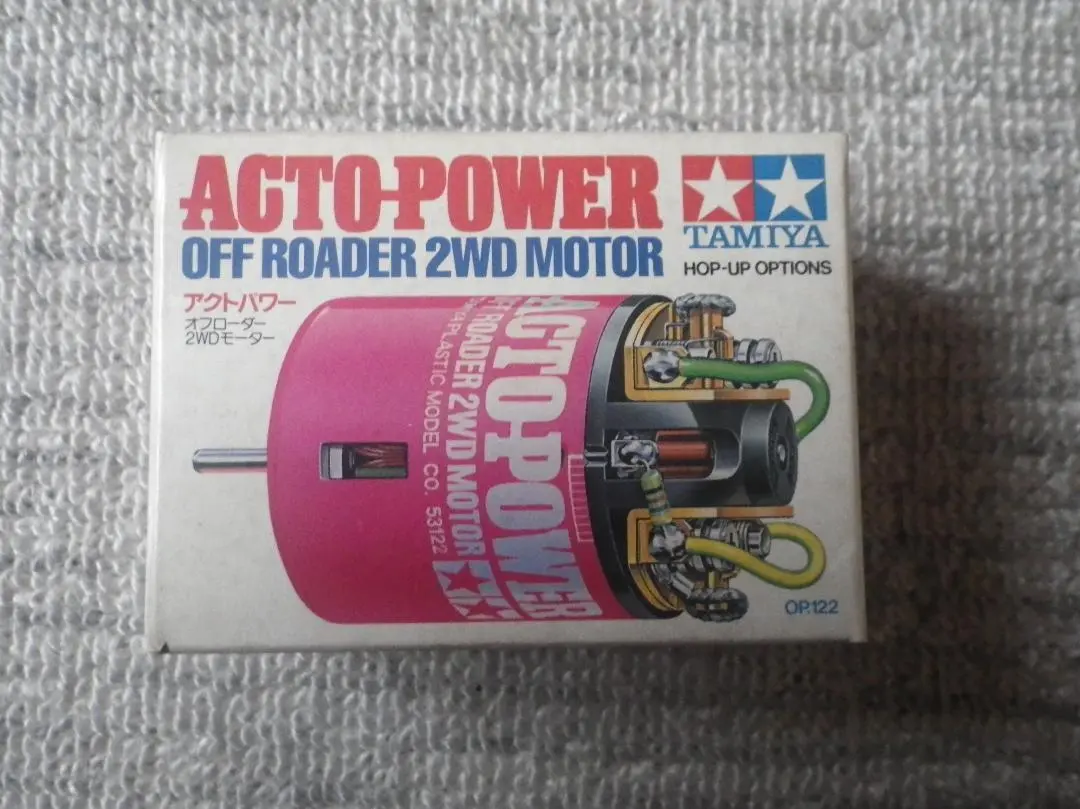 ACTO-POWER
OFF ROADER 2WD MOTOR
TAMIYA
HOP-UP OPTIONS
アクトパワー
オフローダー
2WDモーター
ACTO-POWER
ROADER 2WD MOTOR
PLASTIC MODEL CO. 53122
OP.122